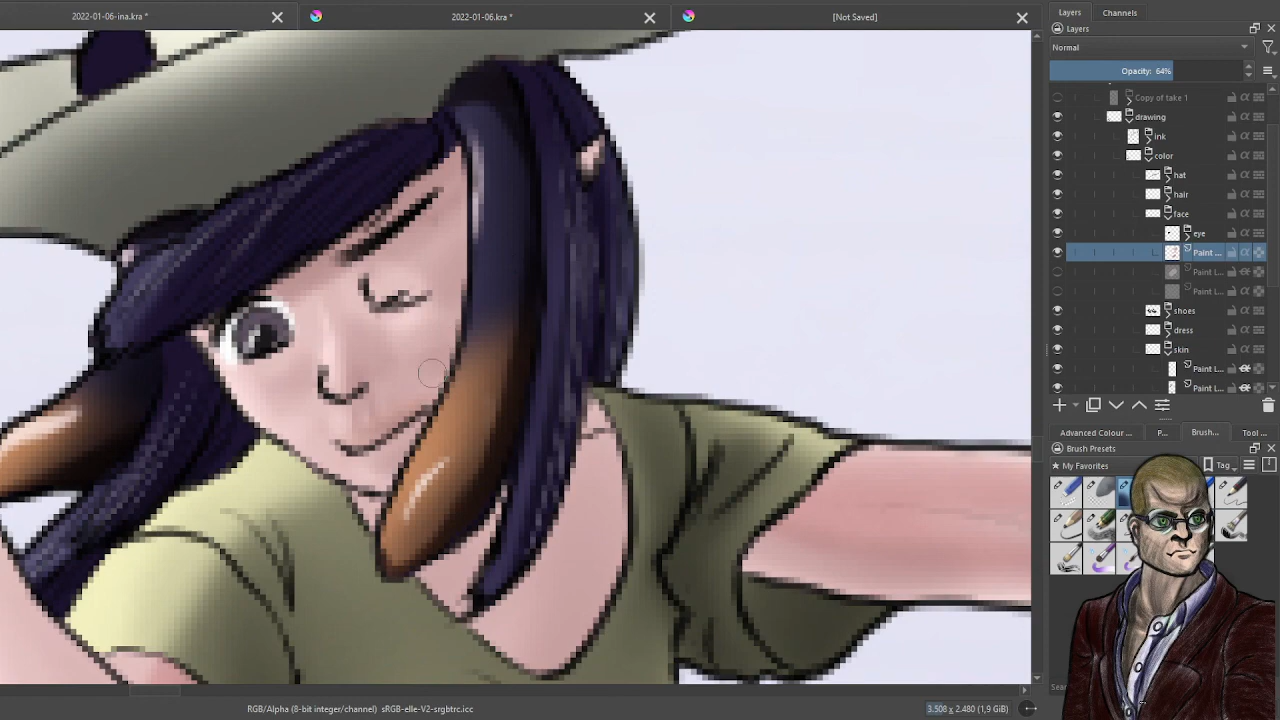 2022-01-06-ina.kra *
2022-01-06.kra *
[Not Saved]
Layers
Channels
Layers
Normal
Opacity: 64%
Copy of take 1
drawing
ink
color
hat
hair
face
eye
Paint ...
Paint L...
Paint L...
shoes
dress
skin
Paint L...
Paint L...
Advanced Colour ...
P...
Brush...
Tool ...
Brush Presets
My Favorites
Tag
RGB/Alpha (8-bit integer/channel) sRGB-elle-V2-srgbtrc.icc
3.508 x 2.480 (1,9 GiB)